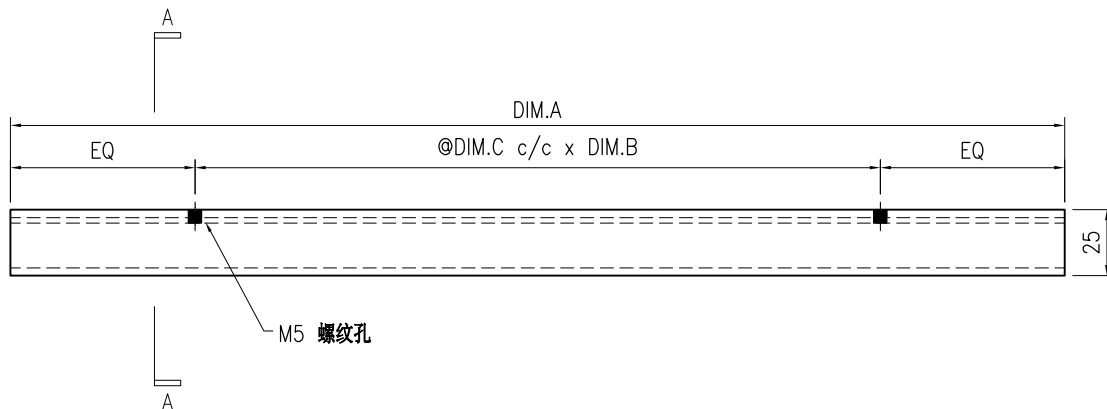 A
DIM.A
EQ
@DIM.C c/c x DIM.B
EQ
25
M5 螺纹孔
A